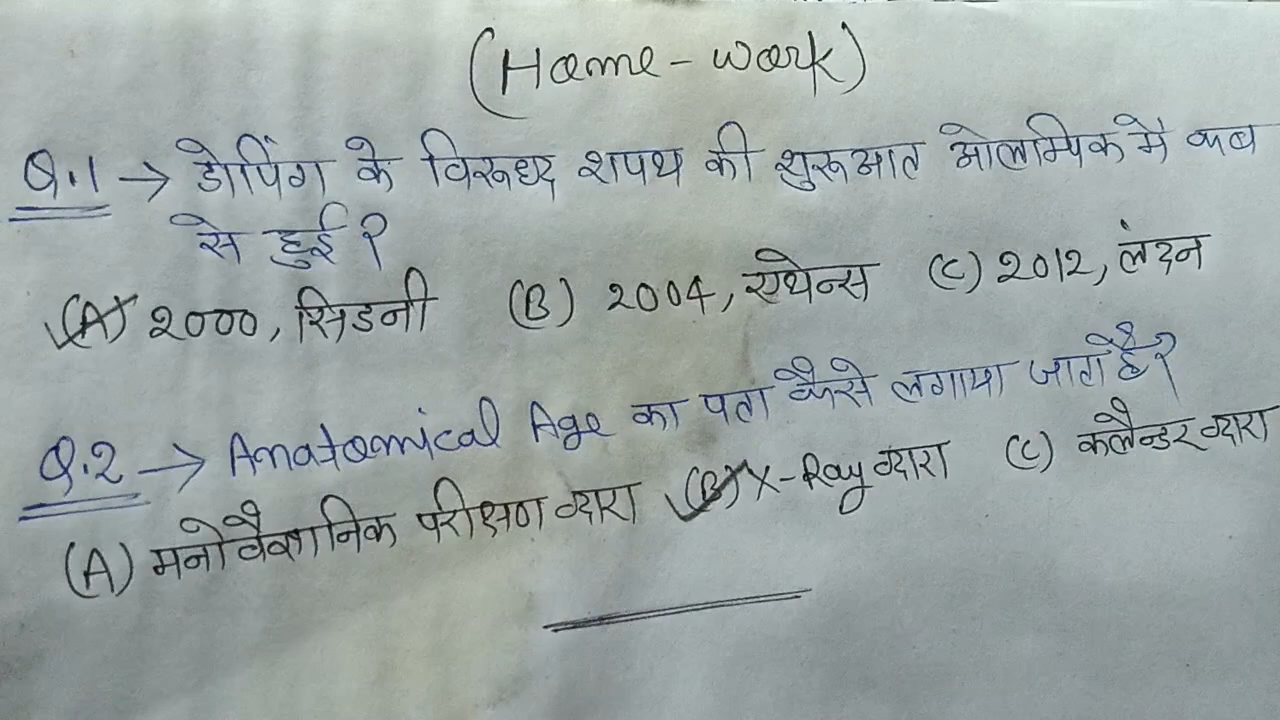 (Home-work)
Q.1 → डोपिंग के विरूध्द शपथ की शुरूआत ओलम्पिक में कब
से हुई?
(A) 2000, सिडनी (B) 2004, एथेन्स (C) 2012, लंदन
Q.2 → Anatomical Age का पता कैसे लगाया जाता है?
(A) मनोवैज्ञानिक परीक्षण व्दारा (B) X-Ray व्दारा (C) कलैन्डर व्दारा